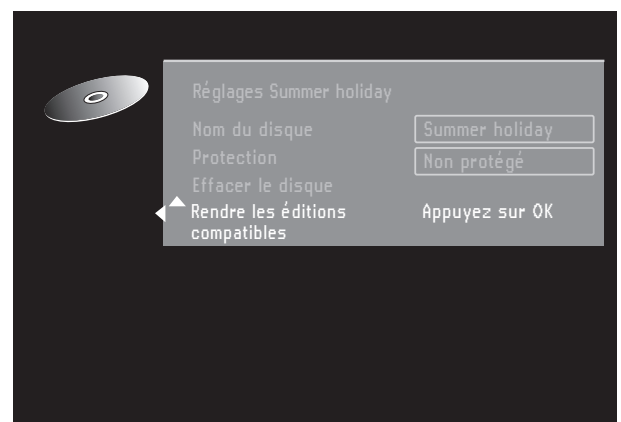 Réglages Summer holiday
Nom du disque Summer holiday
Protection Non protégé
Effacer le disque
Rendre les éditions Appuyez sur OK
compatibles